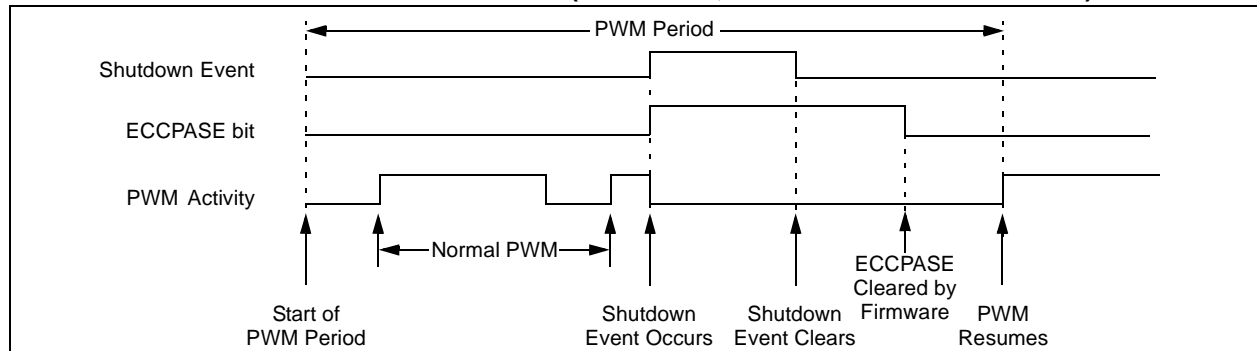 PWM Period
Shutdown Event
ECCPASE bit
PWM Activity
Normal PWM
Start of
PWM Period
Shutdown
Event Occurs
Shutdown
Event Clears
ECCPASE
Cleared by
Firmware
PWM
Resumes